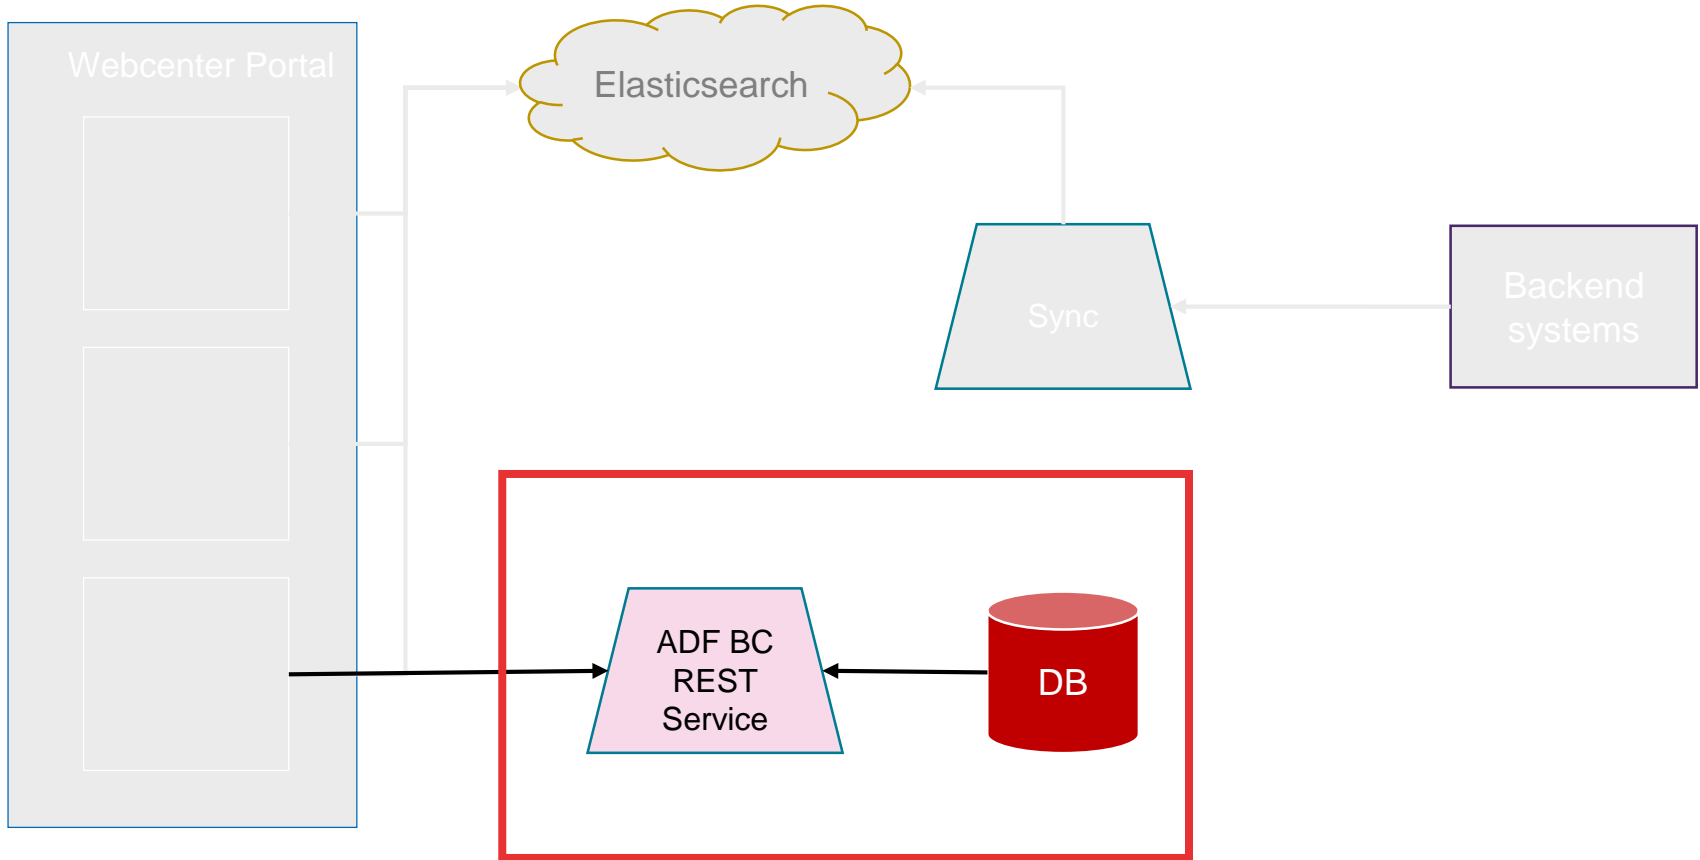 Webcenter Portal
Elasticsearch
Sync
Backend
systems
ADF BC
REST
Service
DB